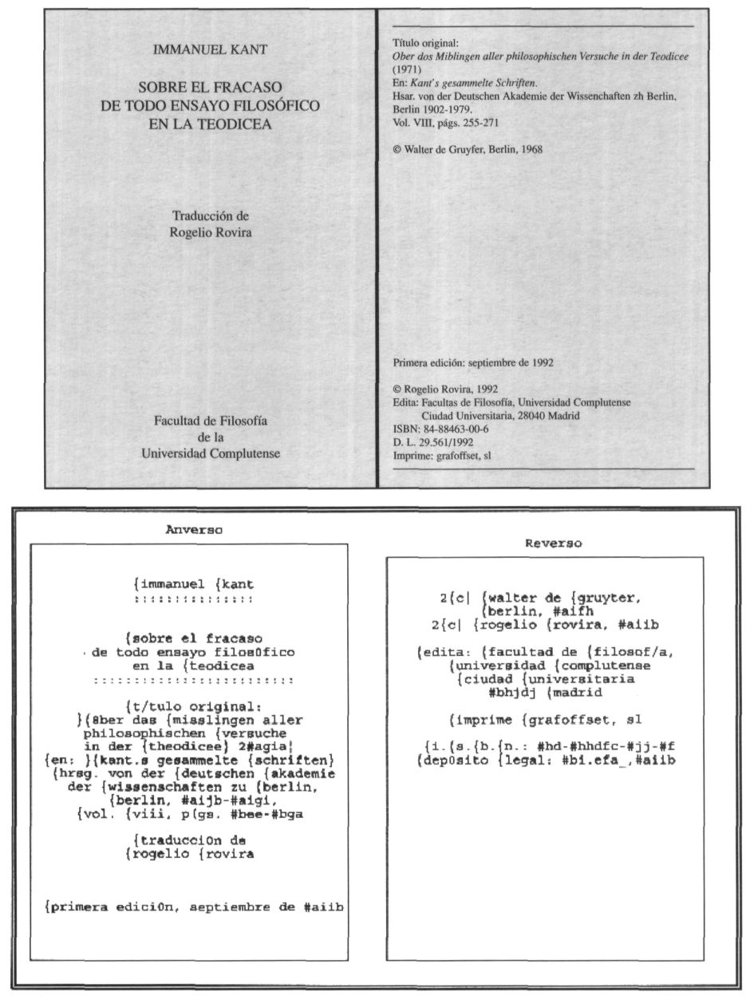 IMMANUEL KANT
SOBRE EL FRACASO
DE TODO ENSAYO FILOSÓFICO
EN LA TEODICEA
Traducción de
Rogelio Rovira
Facultad de Filosofía
de la
Universidad Complutense
Título original:
Ober dos Miblingen aller philosophischen Versuche in der Teodicee
(1971)
En: Kant's gesammelte Schriften.
Hsar. von der Deutschen Akademie der Wissenchaften zh Berlin,
Berlin 1902-1979.
Vol. VIII, págs. 255-271
© Walter de Gruyfer, Berlin, 1968
Primera edición: septiembre de 1992
© Rogelio Rovira, 1992
Edita: Facultas de Filosofía, Universidad Complutense
Ciudad Universitaria, 28040 Madrid
ISBN: 84-88463-00-6
D. L. 29.561/1992
Imprime: grafoffset, sl
Anverso
{immanuel {kant
:::::::::::::::
{sobre el fracaso
de todo ensayo filos0fico
en la {teodicea
:::::::::::::::::::::::::
{t/tulo original:
}{8ber das {misslingen aller
philosophischen {versuche
in der {theodicee} 2#agia|
{en: }{kant.s gesammelte {schriften}
{hrsg. von der {deutschen {akademie
der {wissenschaften zu {berlin,
{berlin, #aijb-#aigi,
{vol. {viii, p(gs. #bee-#bga
{traducci0n de
{rogelio {rovira
{primera edici0n, septiembre de #aiib
Reverso
2{c| {walter de {gruyter,
{berlin, #aifh
2{c| {rogelio {rovira, #aiib
{edita: {facultad de {filosof/a,
{universidad {complutense
{ciudad {universitaria
#bhjdj {madrid
{imprime {grafoffset, sl
{i.{s.{b.{n.: #hd-#hhdfc-#jj-#f
{dep0sito {legal: #bi.efa_,#aiib